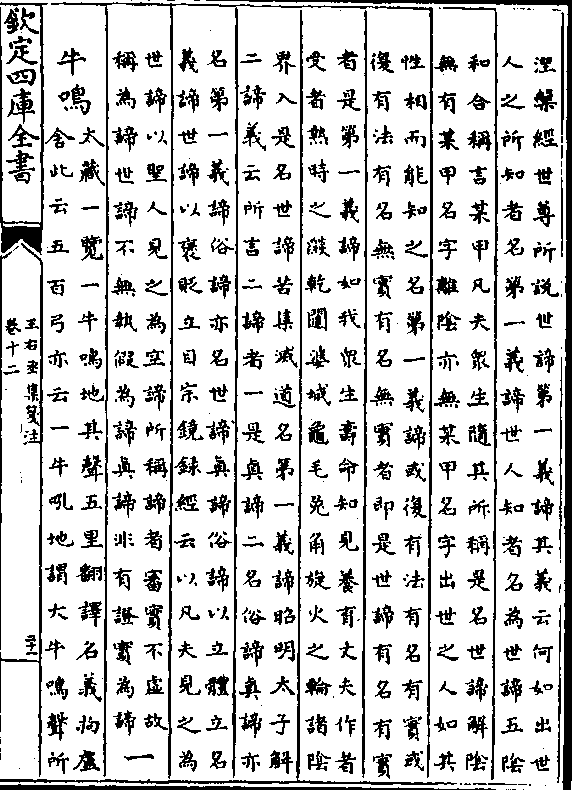 涅槃經世尊所説世諦第一義諦其義云何如出世
人之所知者名第一義諦世人知者名為世諦五陰
和合稱言某甲凡夫衆生隨其所稱是名世諦解陰
無有某甲名字離陰亦無某甲名字出世之人如其
性相而能知之名第一義諦或復有法有名有實或
復有法有名無實有名無實者即是世諦有名有實
者是第一義諦如我衆生壽命知見養育丈夫作者
受者熱時之燄乾闥婆城龜毛兔角旋火之輪諸陰
界入是名世諦苦集滅道名第一義諦昭明太子解
二諦義云所言二諦者一是真諦二名俗諦真諦亦
名第一義諦俗諦亦名世諦真諦俗諦以立體立名
義諦世諦以褒貶立目宗鏡録經云以凡夫見之為
世諦以聖人見之為空諦所稱諦者審實不虛故
稱為諦世諦不無執假為諦真諦非有證實為諦
一
牛鳴
太藏一覽一牛鳴地其聲五里翻譯名義拘盧
舍此云五百弓亦云一牛吼地謂大牛鳴聲所
欽定四庫全書
王右丞集箋注
卷十二